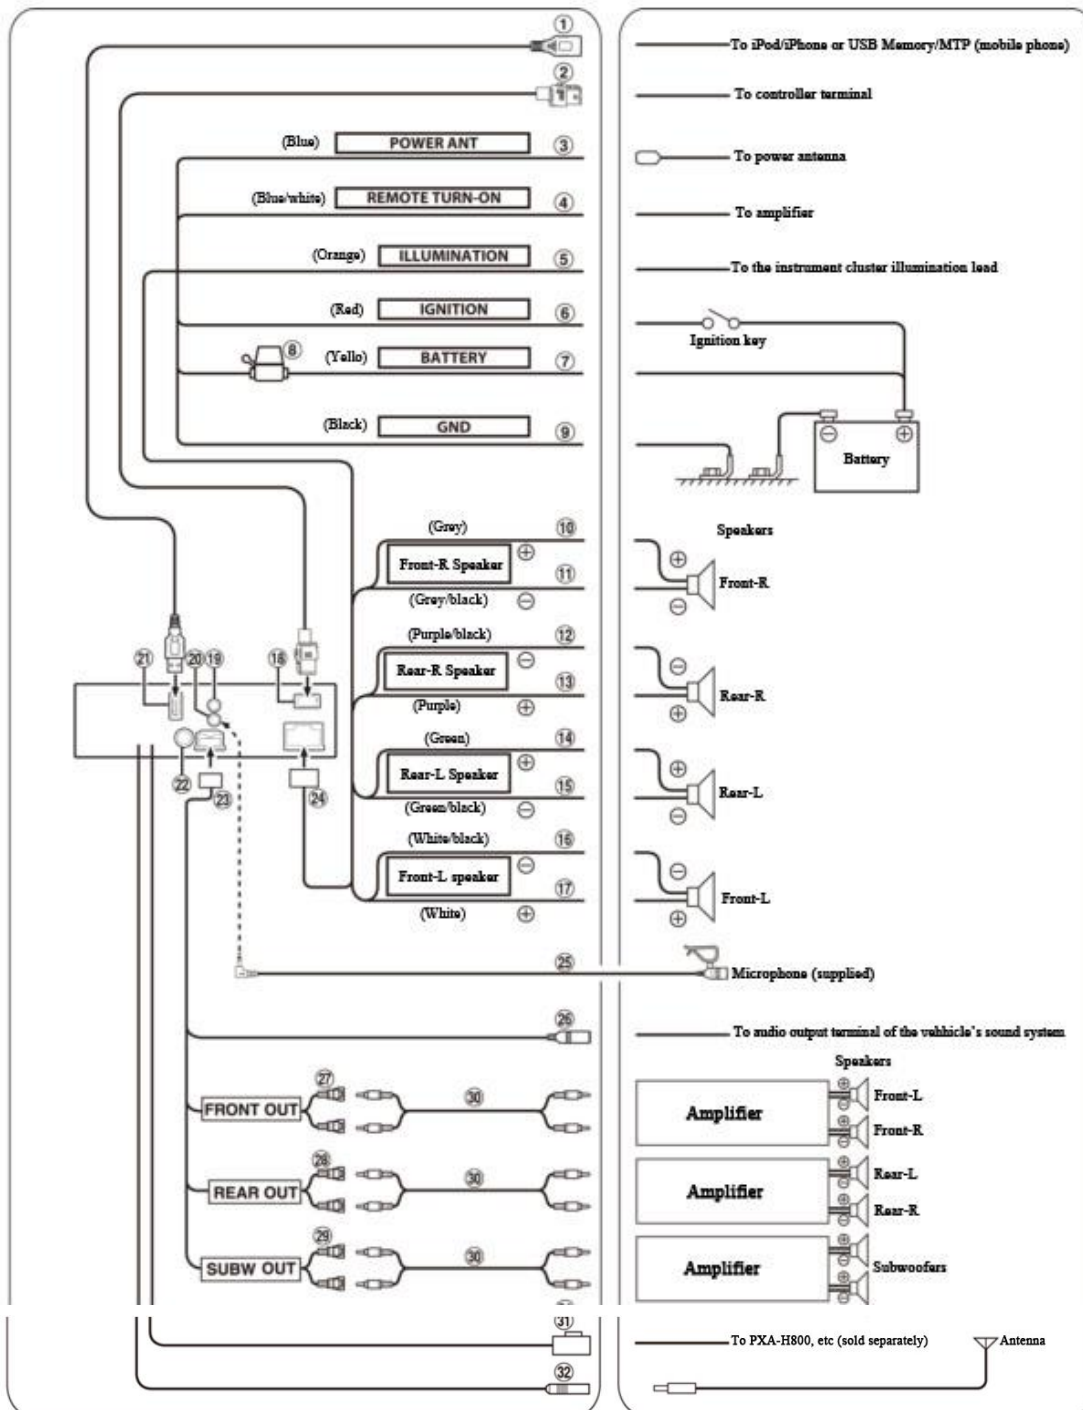 ①
To iPod/iPhone or USB Memory/MTP (mobile phone)
②
To controller terminal
(Blue) POWER ANT ③
To power antenna
(Blue/white) REMOTE TURN-ON ④
To amplifier
(Orange) ILLUMINATION ⑤
To the instrument cluster illumination lead
(Red) IGNITION ⑥
Ignition key
⑧ (Yello) BATTERY ⑦
(Black) GND ⑨
⊖ ⊕
Battery
(Grey) ⑩
Speakers
Front-R Speaker ⊕ ⑪
⊕
Front-R
(Grey/black) ⊖
⊖
(Purple/black) ⑫
Rear-R Speaker ⊖ ⑬
⊖
Rear-R
(Purple) ⊕
⊕
㉑ ⑳ ⑲ ⑱
(Green) ⑭
Rear-L Speaker ⊕ ⑮
⊕
Rear-L
(Green/black) ⊖
⊖
㉒ ㉓ ㉔
(White/black) ⑯
Front-L speaker ⊖ ⑰
⊖
Front-L
(White) ⊕
⊕
㉕
Microphone (supplied)
㉖
To audio output terminal of the vehhicle's sound system
Speakers
FRONT OUT ㉗ ㉚
Amplifier
⊕ ⊖ Front-L
⊕ ⊖ Front-R
REAR OUT ㉘ ㉚
Amplifier
⊕ ⊖ Rear-L
⊕ ⊖ Rear-R
SUBW OUT ㉙ ㉚
Amplifier
⊕ ⊖
Subwoofers
⊕ ⊖
㉛
To PXA-H800, etc (sold separately)
Antenna
㉜